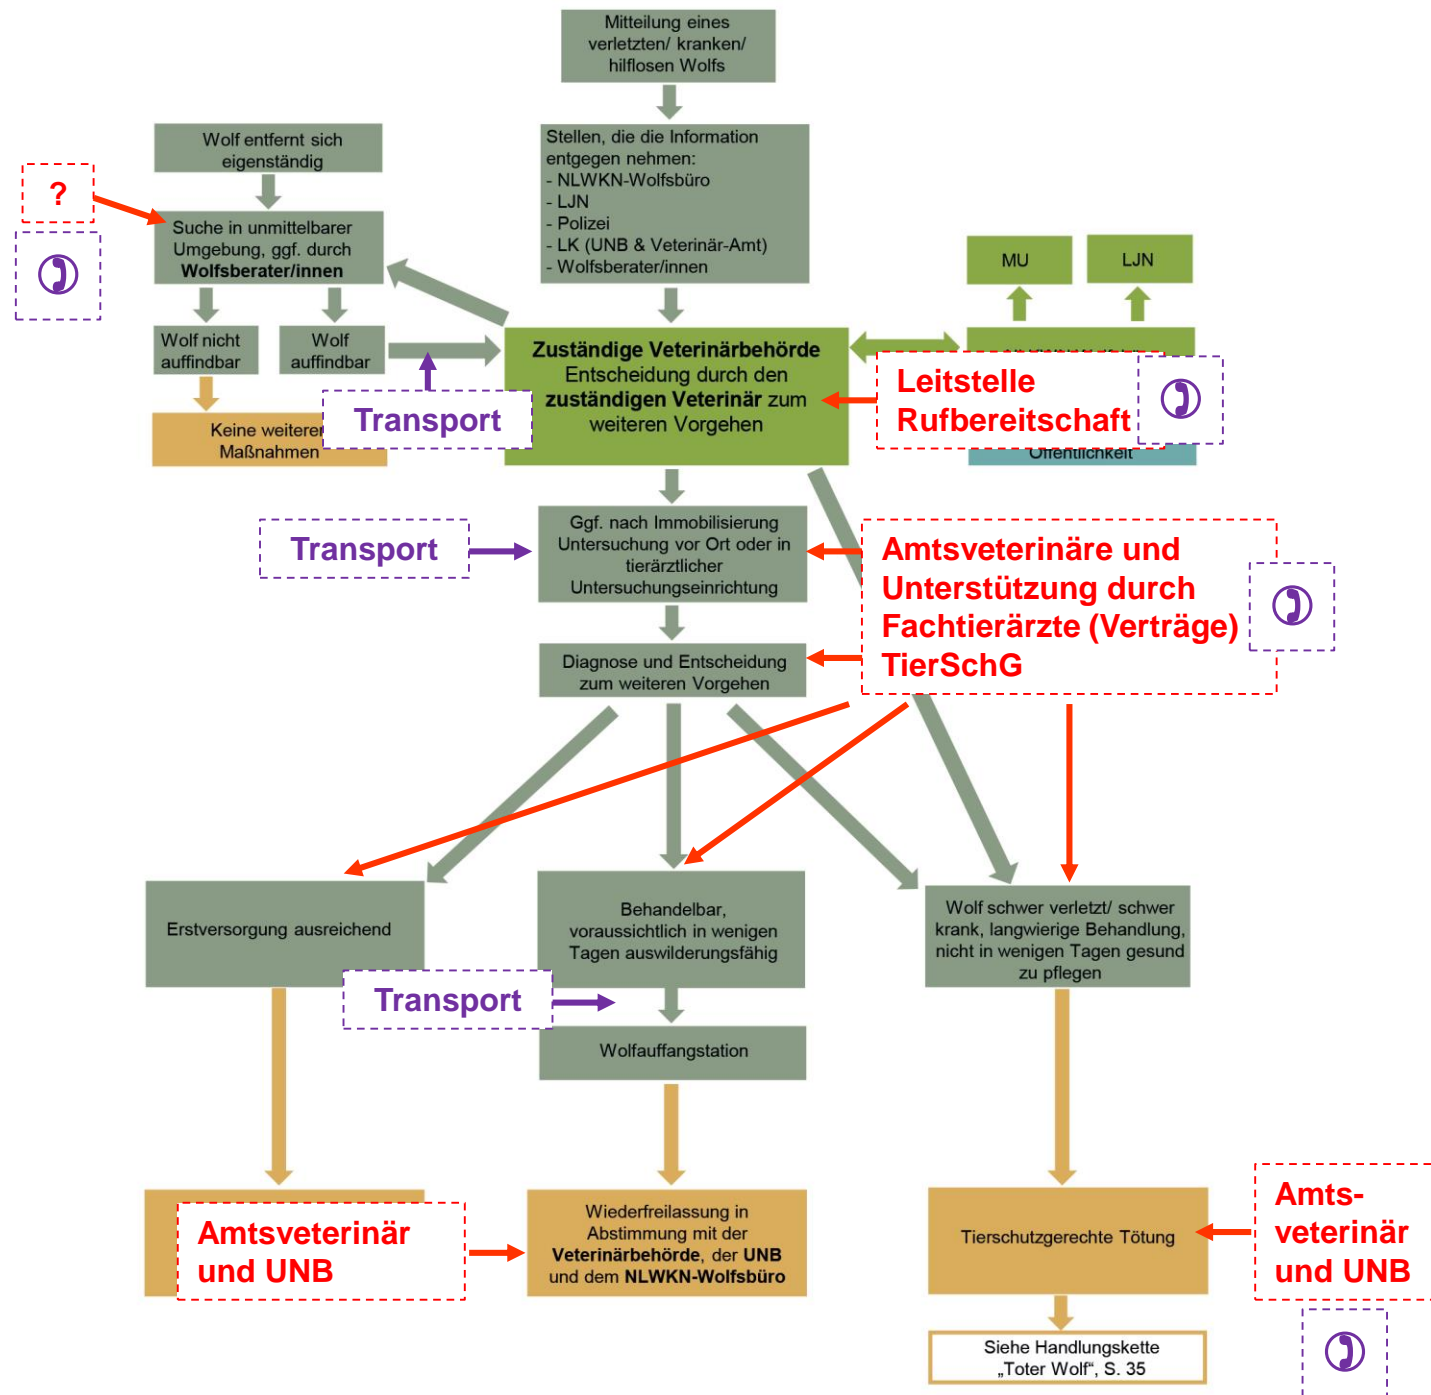 Mitteilung eines
verletzten/ kranken/
hilflosen Wolfs
Wolf entfernt sich
eigenständig
Stellen, die die Information
entgegen nehmen:
- NLWKN-Wolfsbüro
- LJN
- Polizei
- LK (UNB & Veterinär-Amt)
- Wolfsberater/innen
?
Suche in unmittelbarer
Umgebung, ggf. durch
Wolfsberater/innen
MU
LJN
Wolf nicht
auffindbar
Wolf
auffindbar
Zuständige Veterinärbehörde
Entscheidung durch den
zuständigen Veterinär zum
weiteren Vorgehen
Leitstelle
Rufbereitschaft
Transport
Keine weiteren
Maßnahmen
Öffentlichkeit
Transport
Ggf. nach Immobilisierung
Untersuchung vor Ort oder in
tierärztlicher
Untersuchungseinrichtung
Amtsveterinäre und
Unterstützung durch
Fachtierärzte (Verträge)
TierSchG
Diagnose und Entscheidung
zum weiteren Vorgehen
Erstversorgung ausreichend
Behandelbar,
voraussichtlich in wenigen
Tagen auswilderungsfähig
Wolf schwer verletzt/ schwer
krank, langwierige Behandlung,
nicht in wenigen Tagen gesund
zu pflegen
Transport
Wolfauffangstation
Amtsveterinär
und UNB
Wiederfreilassung in
Abstimmung mit der
Veterinärbehörde, der UNB
und dem NLWKN-Wolfsbüro
Tierschutzgerechte Tötung
Amts-
veterinär
und UNB
Siehe Handlungskette
„Toter Wolf“, S. 35